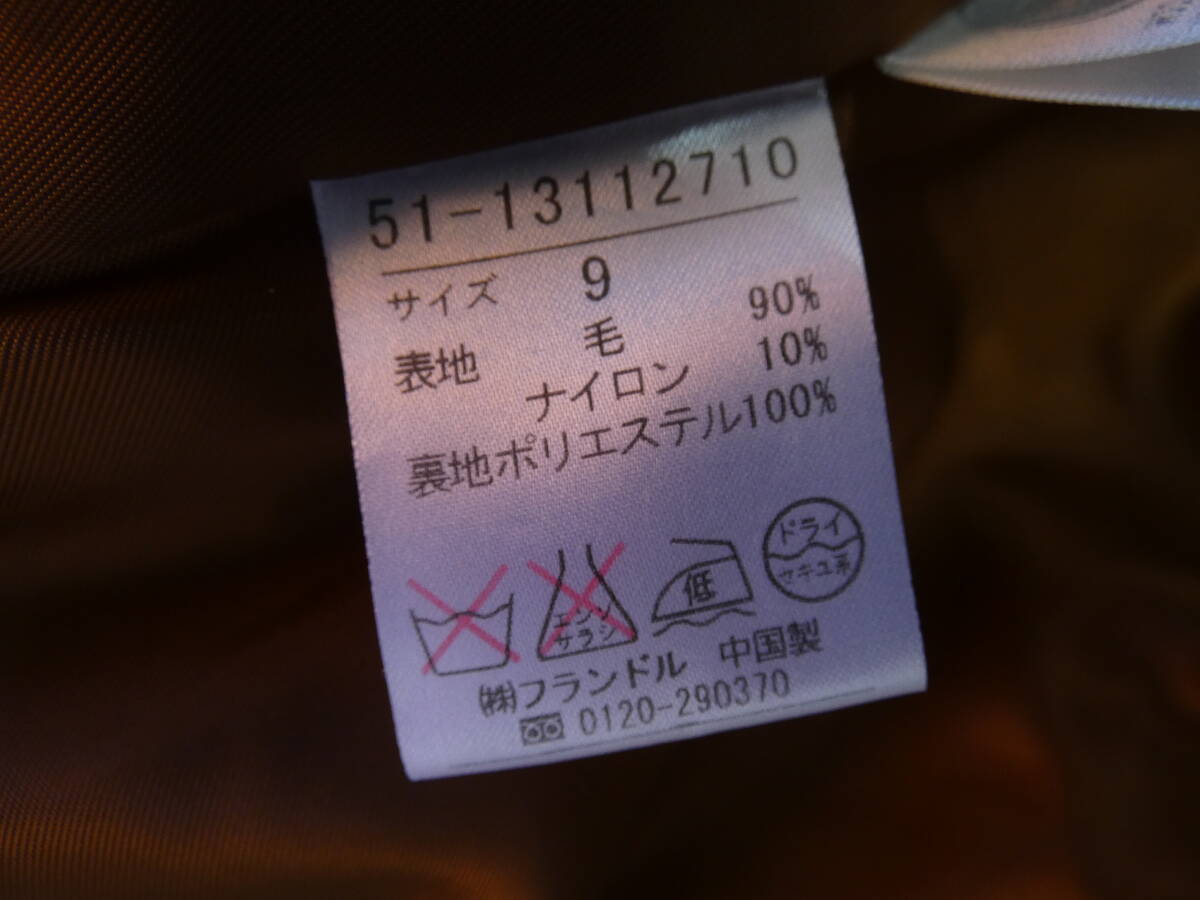 51-13112710
サイズ 9
表地 毛 90%
ナイロン 10%
裏地ポリエステル100%
エンソ
サラシ
低
ドライ
セキユ系
㈱フランドル 中国製
0120-290370